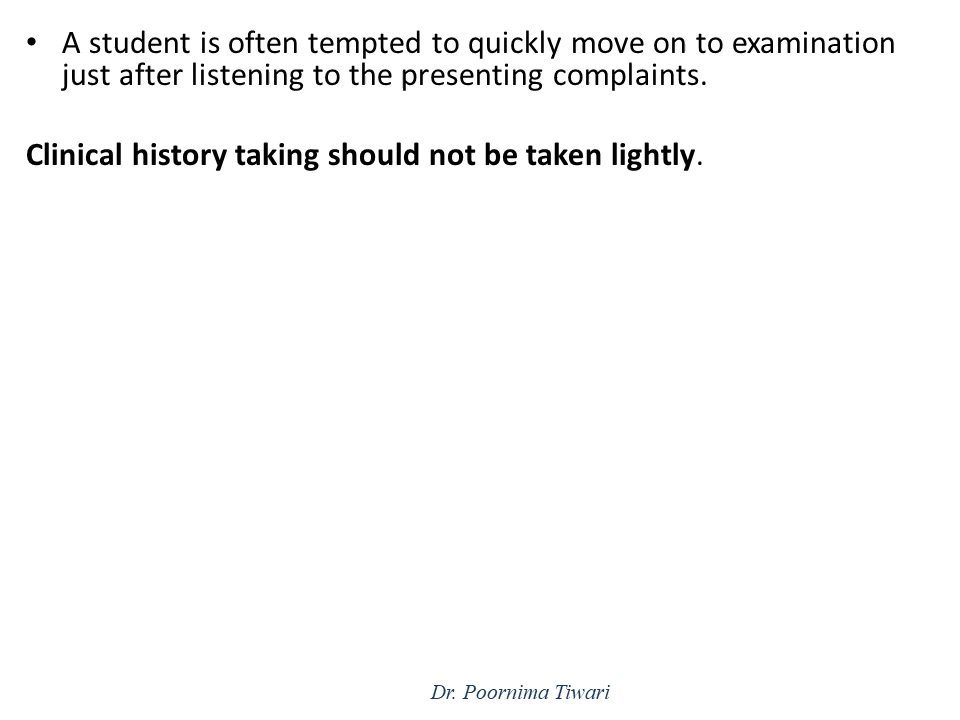 • A student is often tempted to quickly move on to examination
just after listening to the presenting complaints.
Clinical history taking should not be taken lightly.
Dr. Poornima Tiwari